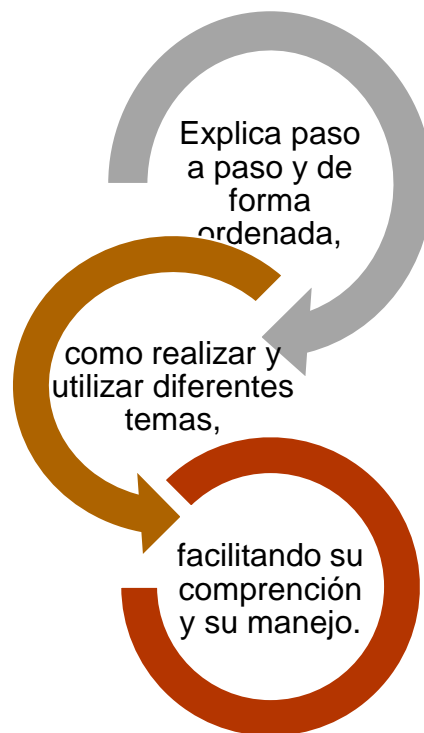 Explica paso
a paso y de
forma
ordenada,
como realizar y
utilizar diferentes
temas,
facilitando su
comprención
y su manejo.